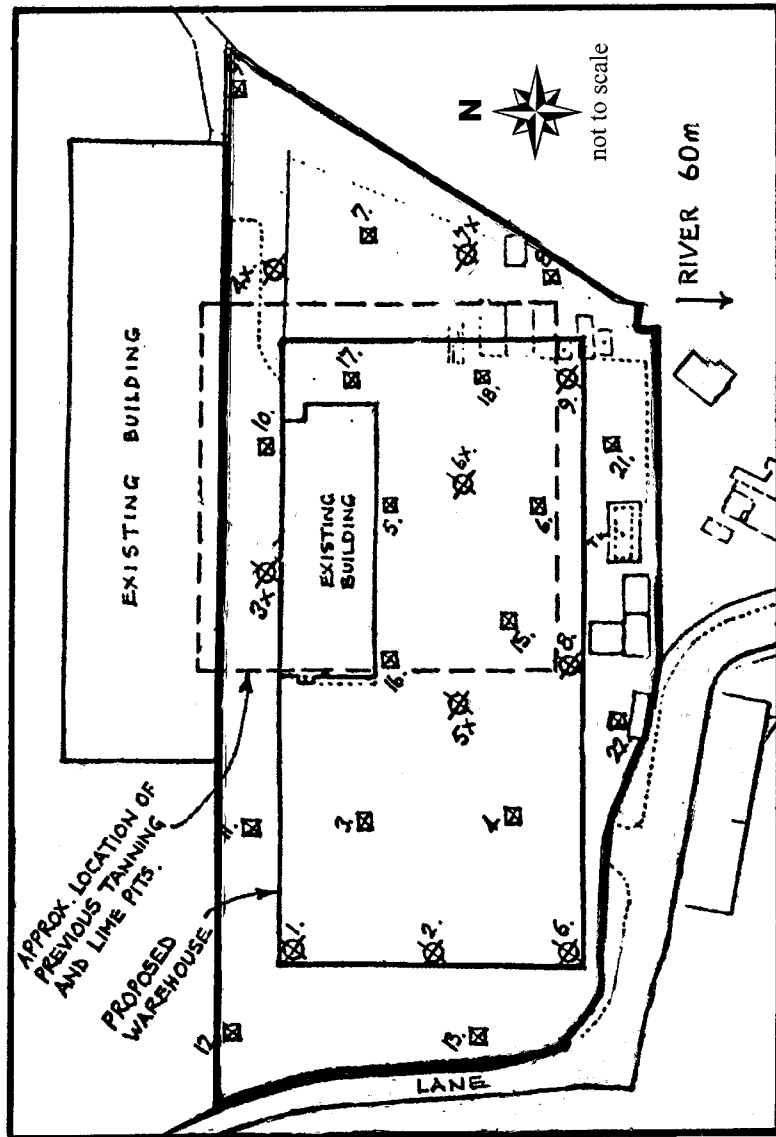 N
not to scale
RIVER 60m
EXISTING BUILDING
EXISTING
BUILDING
APPROX. LOCATION OF
PREVIOUS TANNING
AND LIME PITS.
PROPOSED
WAREHOUSE
LANE
4x.
7.
7x
8
17.
10.
18.
9.
6x.
5.
6.
21.
3x
15.
16.
8.
5x
22.
11.
3.
4.
1.
2.
6.
12.
13.